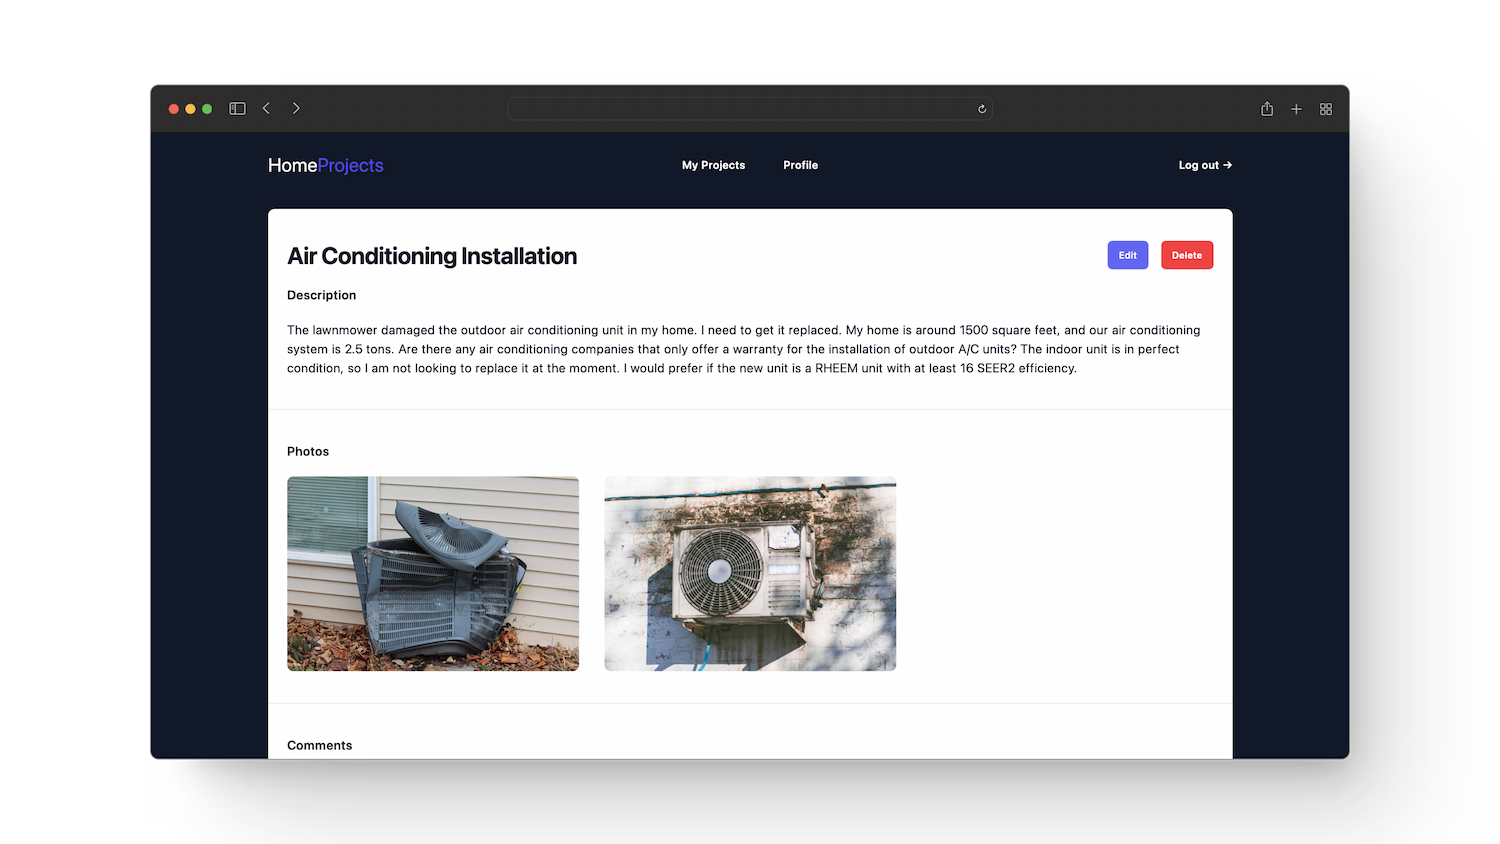 HomeProjects
My Projects
Profile
Log out →
Air Conditioning Installation
Edit
Delete
Description
The lawnmower damaged the outdoor air conditioning unit in my home. I need to get it replaced. My home is around 1500 square feet, and our air conditioning
system is 2.5 tons. Are there any air conditioning companies that only offer a warranty for the installation of outdoor A/C units? The indoor unit is in perfect
condition, so I am not looking to replace it at the moment. I would prefer if the new unit is a RHEEM unit with at least 16 SEER2 efficiency.
Photos
Comments